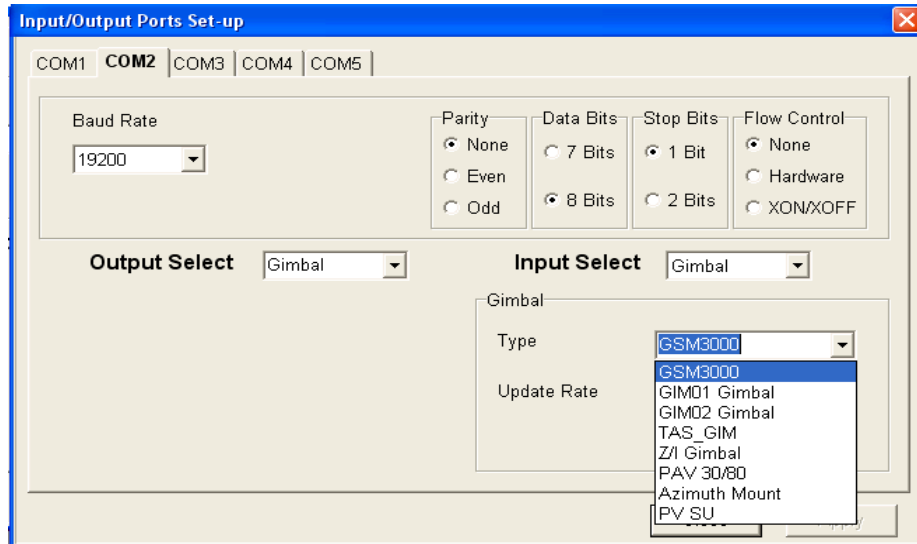 Input/Output Ports Set-up
COM1 COM2 COM3 COM4 COM5
Baud Rate
19200
Parity
None
Even
Odd
Data Bits
7 Bits
8 Bits
Stop Bits
1 Bit
2 Bits
Flow Control
None
Hardware
XON/XOFF
Output Select Gimbal
Input Select Gimbal
Gimbal
Type GSM3000
GSM3000
GIM01 Gimbal
GIM02 Gimbal
TAS_GIM
Z/I Gimbal
PAV 30/80
Azimuth Mount
PV SU
Update Rate